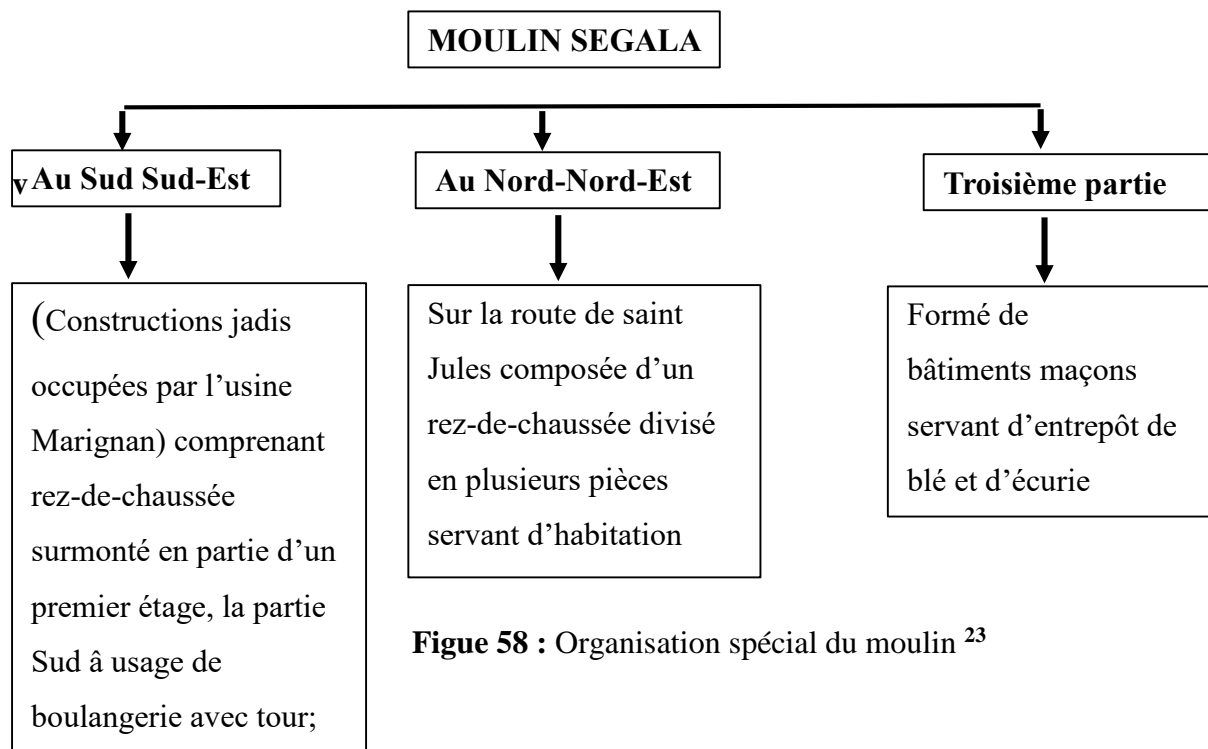 MOULIN SEGALA
v Au Sud Sud-Est
Au Nord-Nord-Est
Troisième partie
(Constructions jadis
occupées par l’usine
Marignan) comprenant
rez-de-chaussée
surmonté en partie d’un
premier étage, la partie
Sud â usage de
boulangerie avec tour;
Sur la route de saint
Jules composée d’un
rez-de-chaussée divisé
en plusieurs pièces
servant d’habitation
Formé de
bâtiments maçons
servant d’entrepôt de
blé et d’écurie
Figue 58 : Organisation spécial du moulin 23